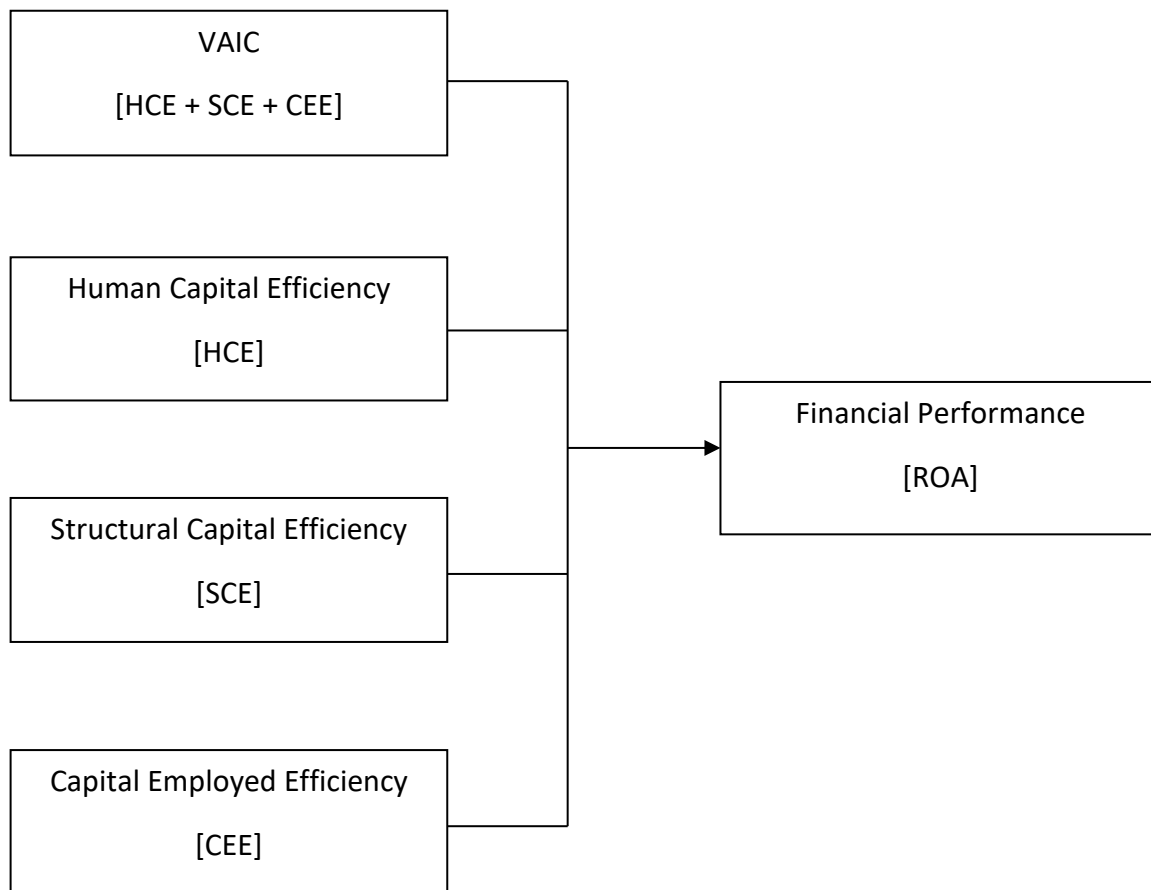 VAIC
[HCE + SCE + CEE]
Human Capital Efficiency
[HCE]
Financial Performance
[ROA]
Structural Capital Efficiency
[SCE]
Capital Employed Efficiency
[CEE]